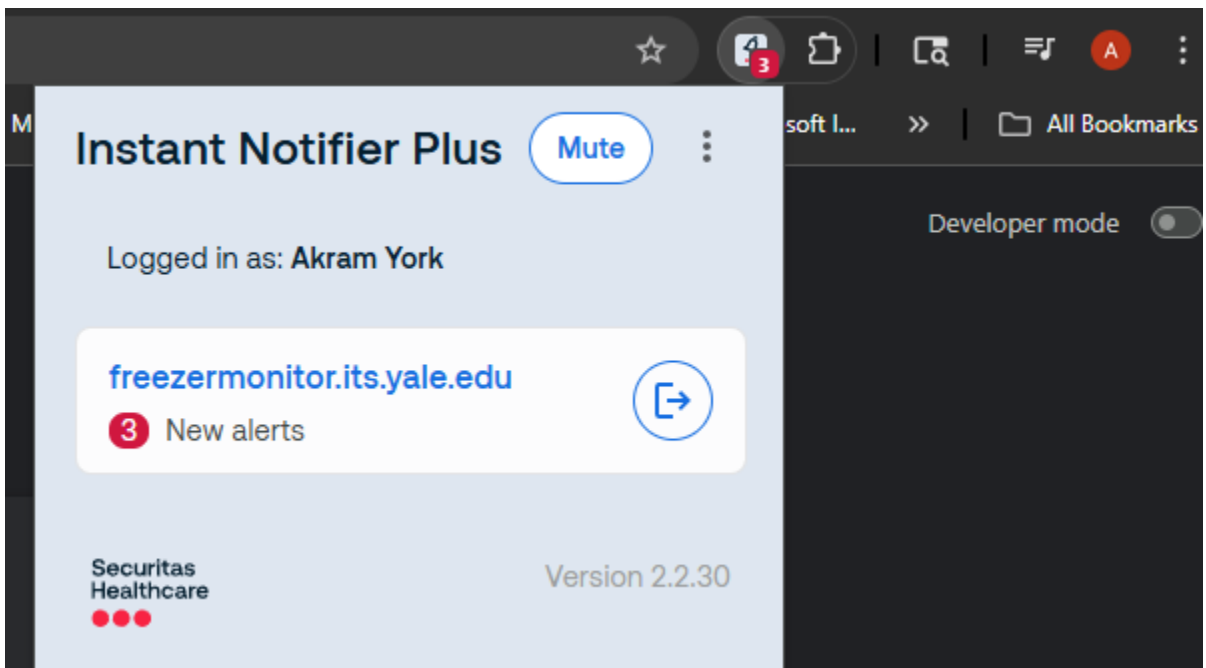 3
A
M
soft I...
All Bookmarks
Instant Notifier Plus
Mute
Developer mode
Logged in as: Akram York
freezermonitor.its.yale.edu
3 New alerts
Securitas
Healthcare
Version 2.2.30